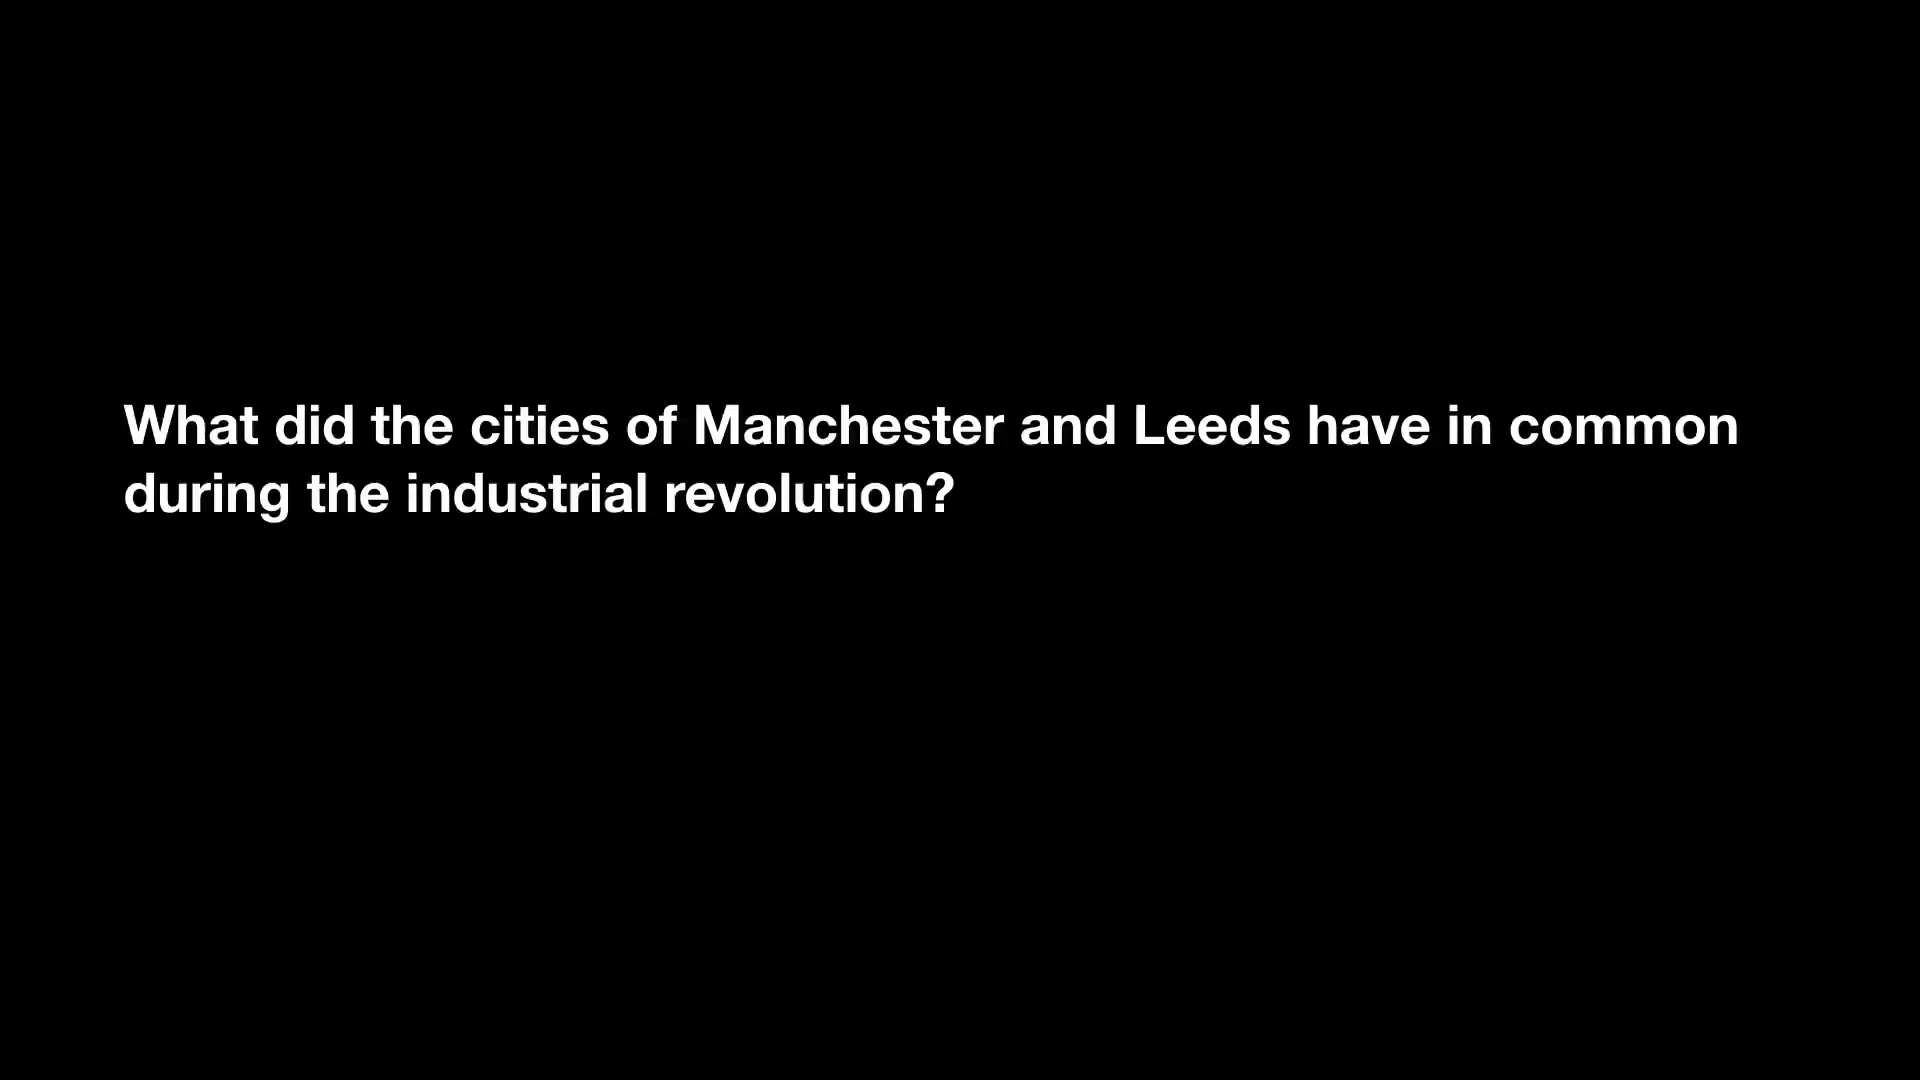 What did the cities of Manchester and Leeds have in common
during the industrial revolution?